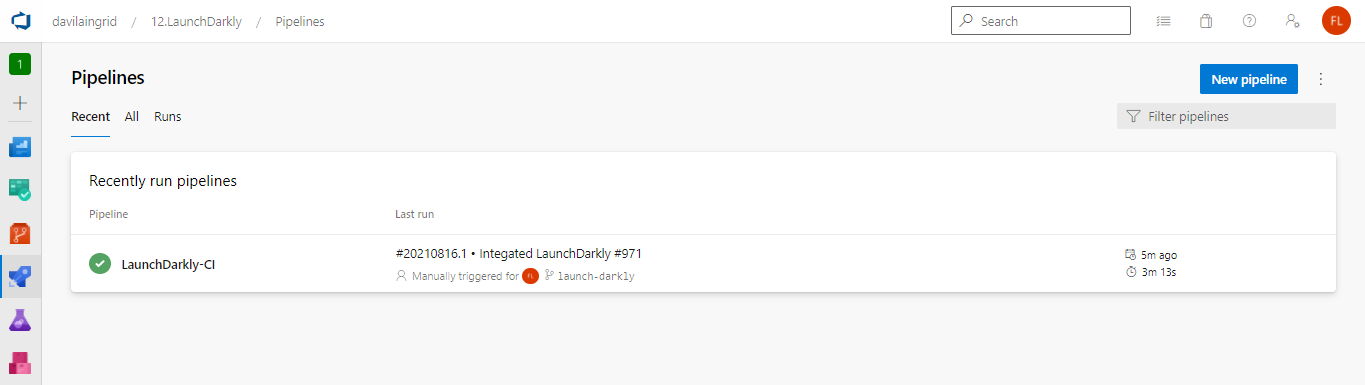 davilaingrid / 12.LaunchDarkly / Pipelines
Search
FL
1
Pipelines
New pipeline
Recent All Runs
Filter pipelines
Recently run pipelines
Pipeline Last run
#20210816.1 • Integated LaunchDarkly #971
5m ago
LaunchDarkly-CI
Manually triggered for FL launch-darkly
3m 13s